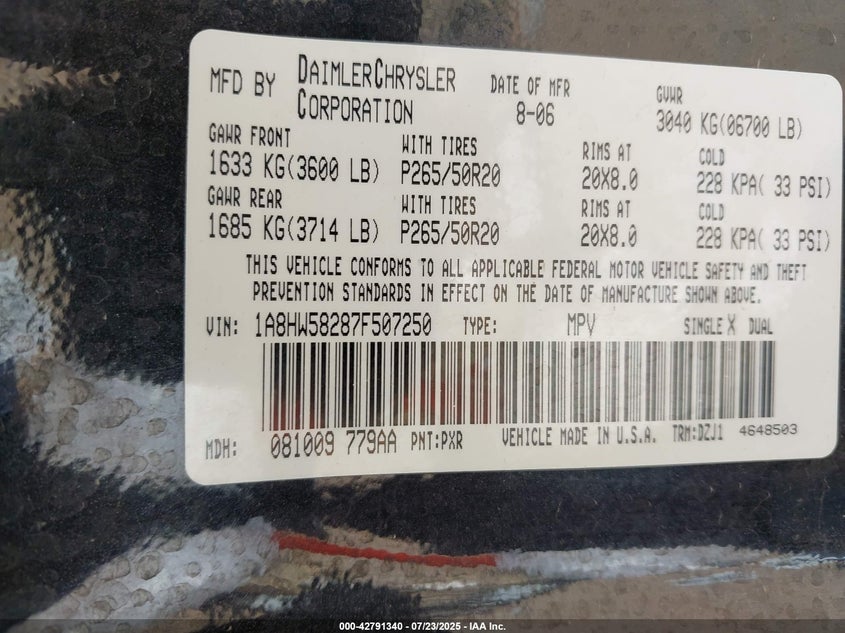 MFD BY DAIMLERCHRYSLER CORPORATION DATE OF MFR 8-06 GVWR 3040 KG(06700 LB)
GAWR FRONT WITH TIRES RIMS AT COLD
1633 KG(3600 LB) P265/50R20 20X8.0 228 KPA( 33 PSI)
GAWR REAR WITH TIRES RIMS AT COLD
1685 KG(3714 LB) P265/50R20 20X8.0 228 KPA( 33 PSI)
THIS VEHICLE CONFORMS TO ALL APPLICABLE FEDERAL MOTOR VEHICLE SAFETY AND THEFT
PREVENTION STANDARDS IN EFFECT ON THE DATE OF MANUFACTURE SHOWN ABOVE.
VIN: 1A8HW58287F507250 TYPE: MPV SINGLE X DUAL
MDH: 081009 779AA PNT:PXR VEHICLE MADE IN U.S.A. TRM:DZJ1 4648503
000-42791340 - 07/23/2025 - IAA Inc.